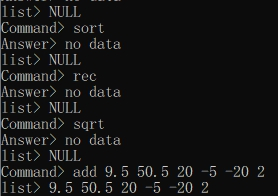 list> NULL
Command> sort
Answer> no data
list> NULL
Command> rec
Answer> no data
list> NULL
Command> sqrt
Answer> no data
list> NULL
Command> add 9.5 50.5 20 -5 -20 2
list> 9.5 50.5 20 -5 -20 2